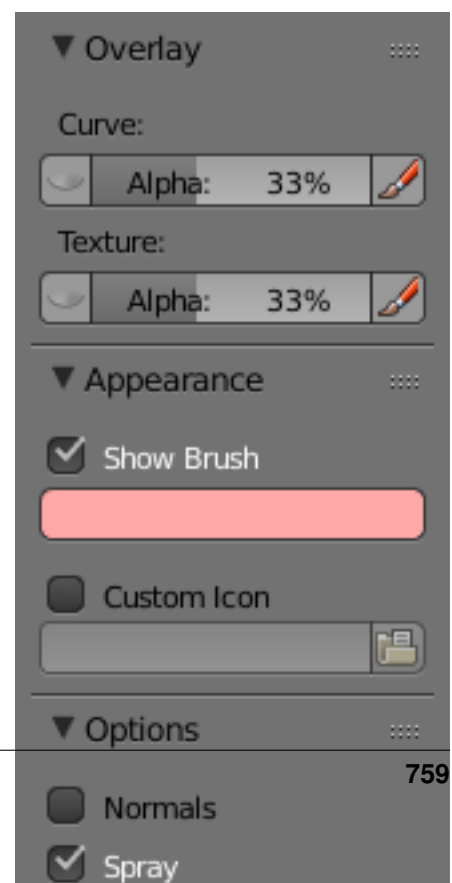 Overlay
Curve:
Alpha: 33%
Texture:
Alpha: 33%
Appearance
Show Brush
Custom Icon
Options
759
Normals
Spray